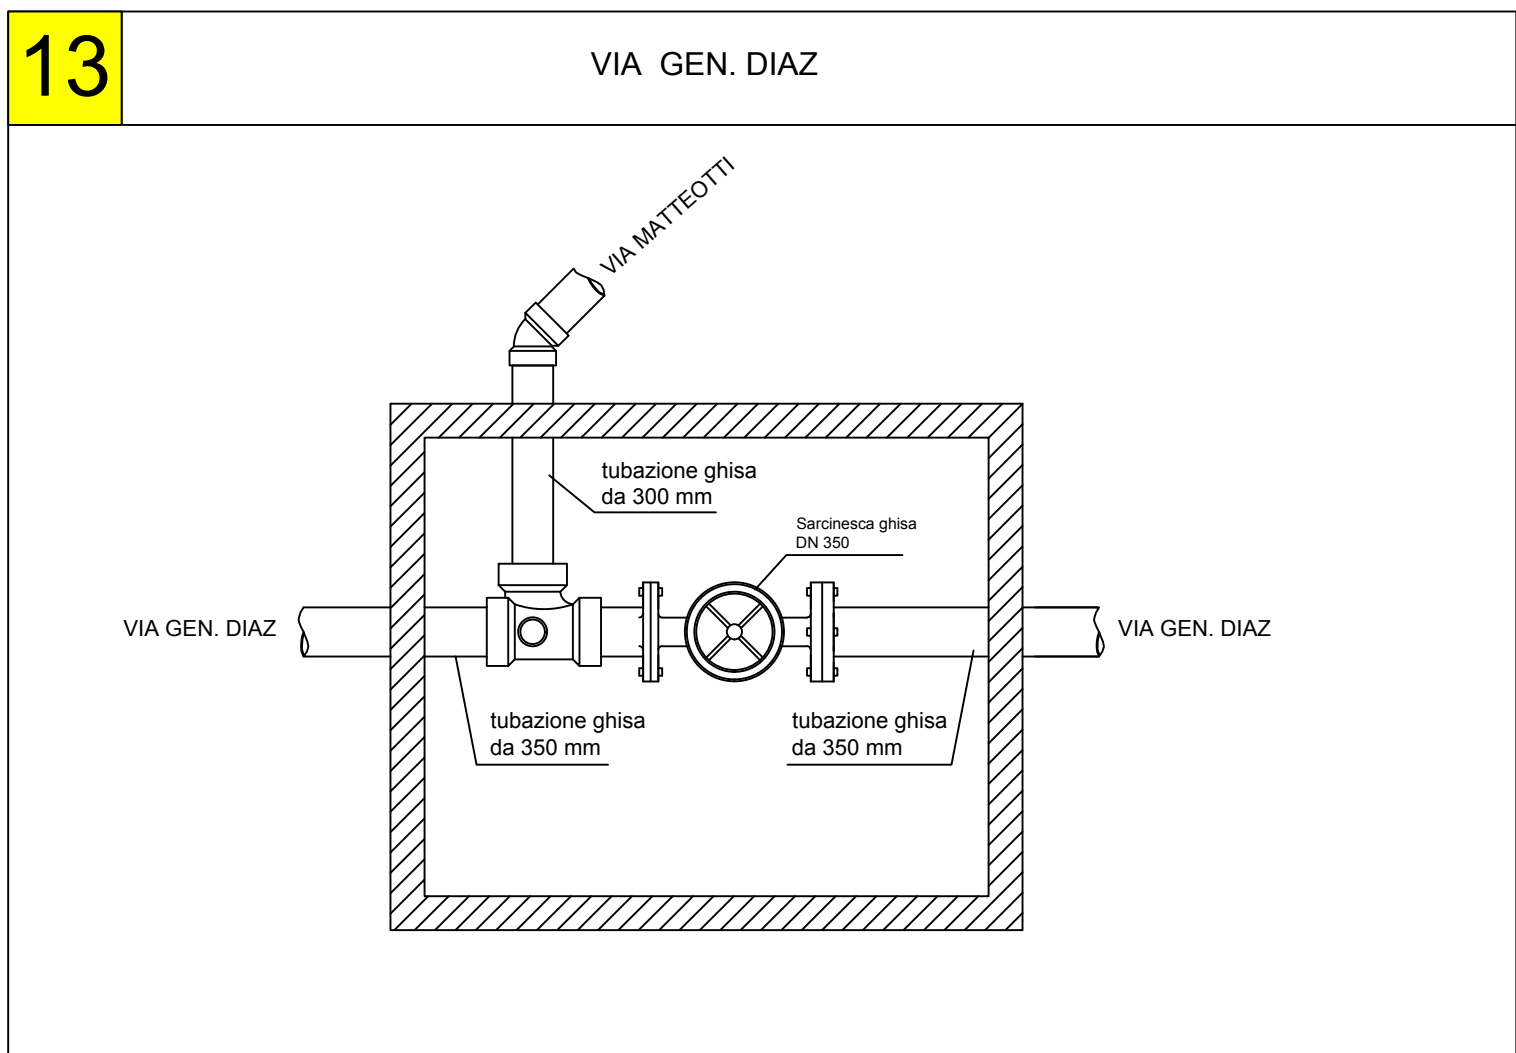 13
VIA GEN. DIAZ
VIA MATTEOTTI
tubazione ghisa
da 300 mm
Sarcinesca ghisa
DN 350
VIA GEN. DIAZ
VIA GEN. DIAZ
tubazione ghisa
da 350 mm
tubazione ghisa
da 350 mm